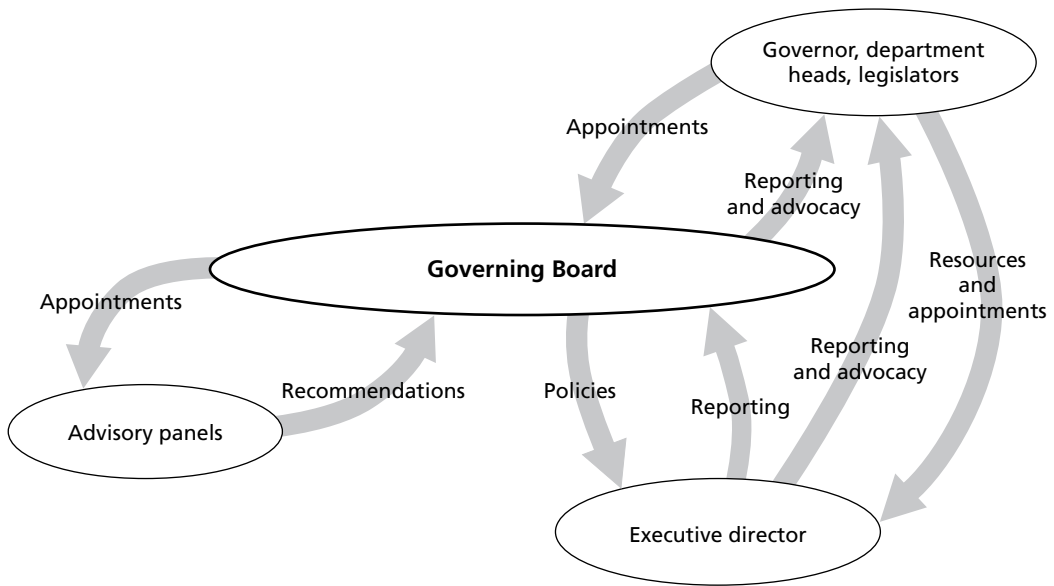 Governor, department
heads, legislators
Appointments
Reporting
and advocacy
Governing Board
Resources
and
appointments
Appointments
Reporting
and advocacy
Recommendations
Policies
Reporting
Advisory panels
Executive director